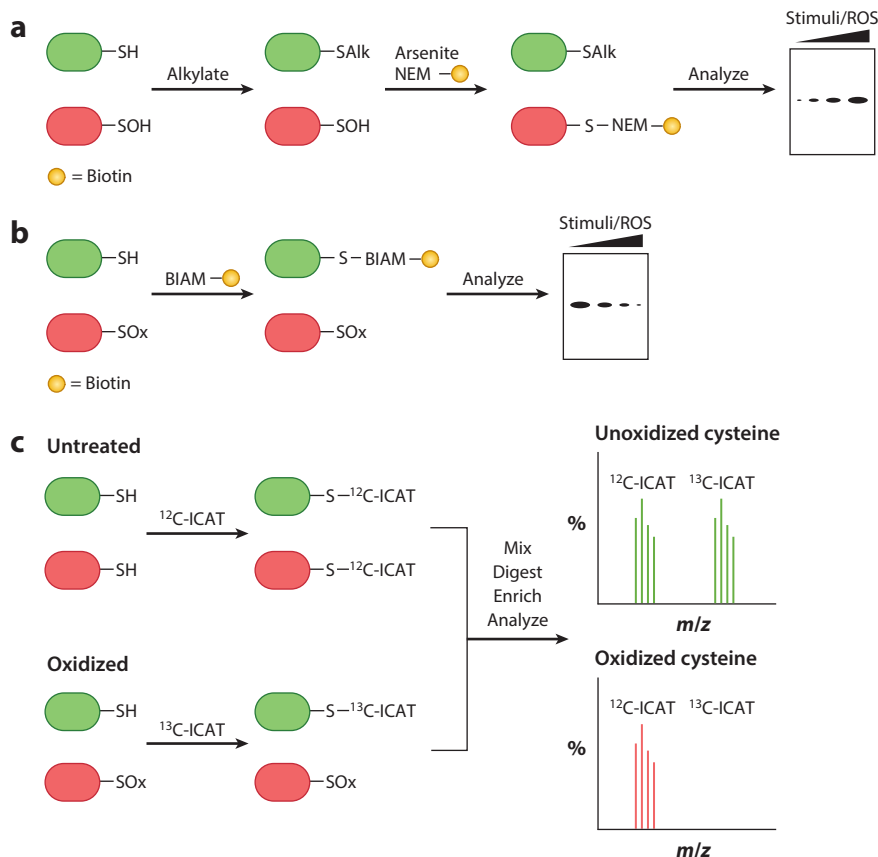 a
SH
SOH
Alkylate
SAlk
SOH
Arsenite
NEM
SAlk
S – NEM
Analyze
Stimuli/ROS
= Biotin
b
SH
SOx
BIAM
S – BIAM
SOx
Analyze
Stimuli/ROS
= Biotin
c
Untreated
SH
SH
¹²C-ICAT
S – ¹²C-ICAT
S – ¹²C-ICAT
Oxidized
SH
SOx
¹³C-ICAT
S – ¹³C-ICAT
SOx
Mix
Digest
Enrich
Analyze
Unoxidized cysteine
¹²C-ICAT ¹³C-ICAT
%
m/z
Oxidized cysteine
¹²C-ICAT ¹³C-ICAT
%
m/z